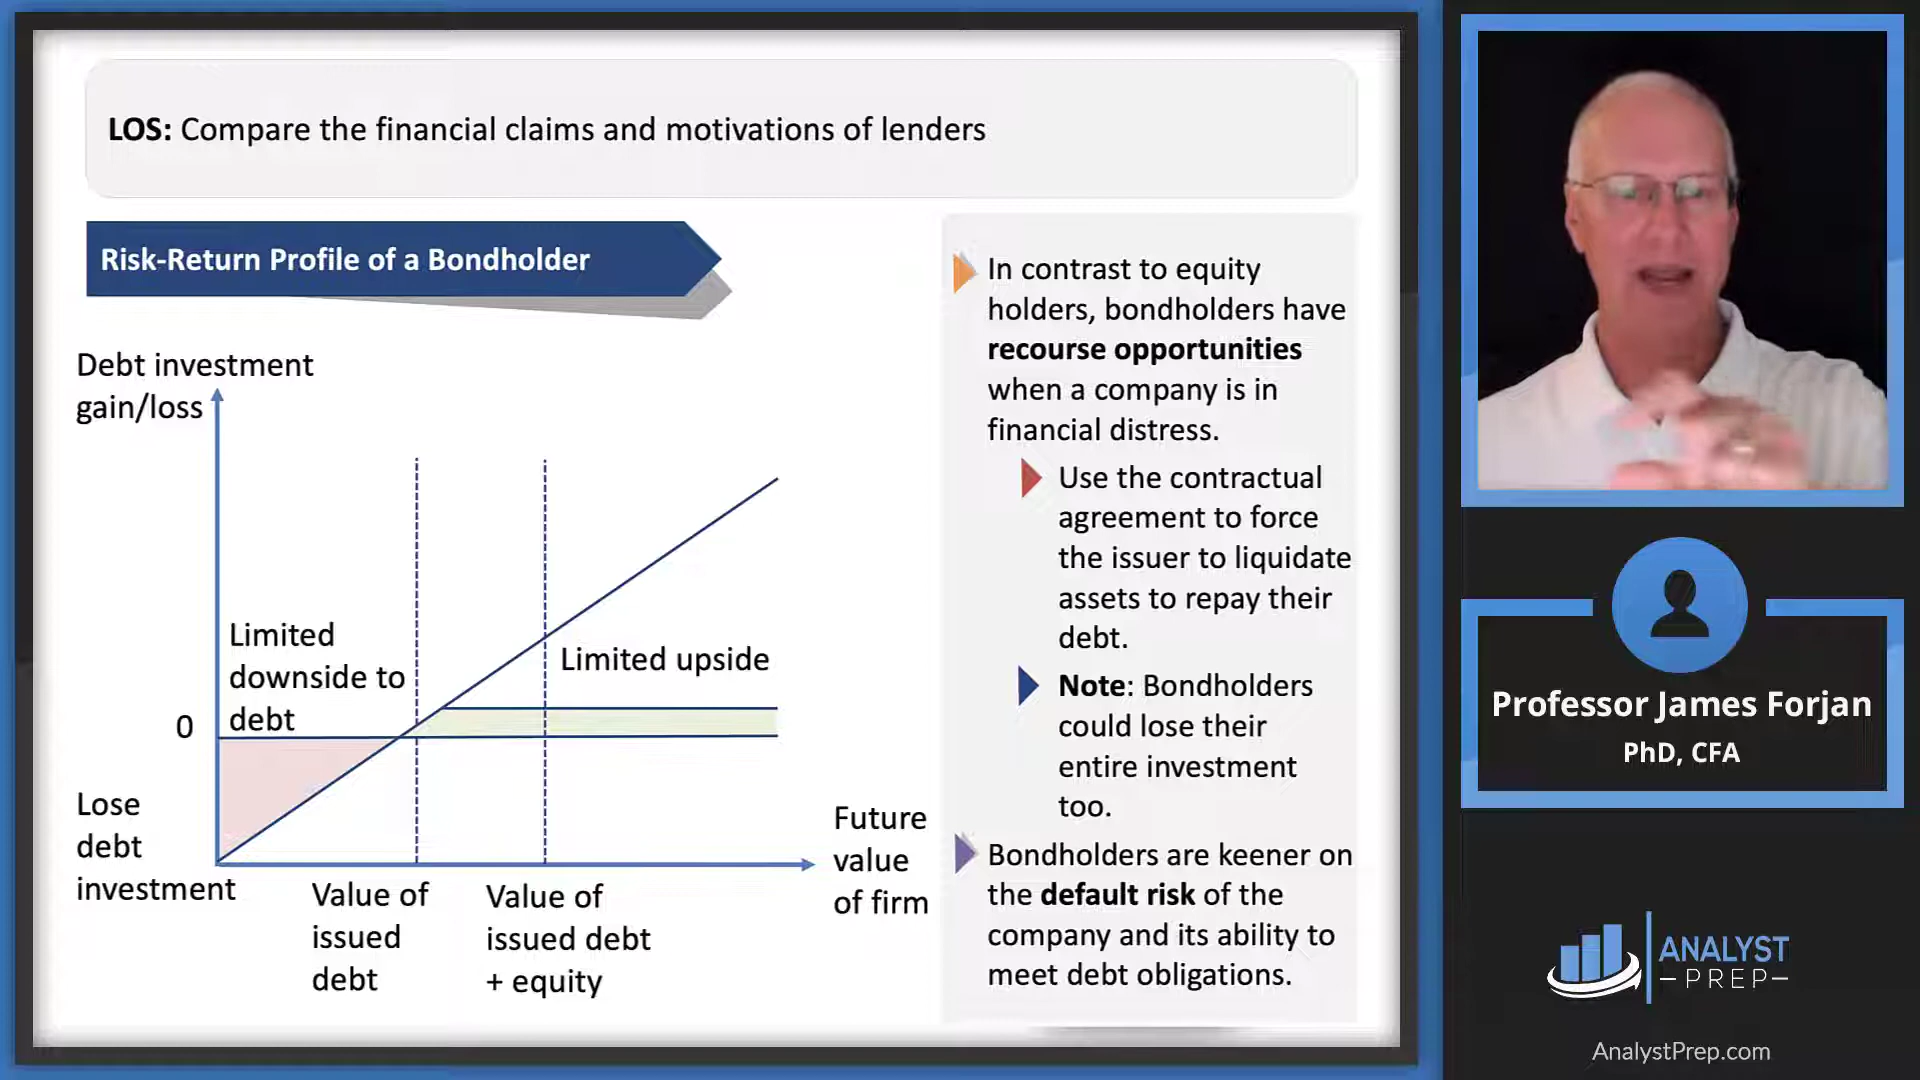 LOS: Compare the financial claims and motivations of lenders
Risk-Return Profile of a Bondholder
Debt investment
gain/loss
Limited
downside to
debt
Limited upside
0
Lose
debt
investment
Value of
issued
debt
Value of
issued debt
+ equity
Future
value
of firm
In contrast to equity
holders, bondholders have
recourse opportunities
when a company is in
financial distress.
Use the contractual
agreement to force
the issuer to liquidate
assets to repay their
debt.
Note: Bondholders
could lose their
entire investment
too.
Bondholders are keener on
the default risk of the
company and its ability to
meet debt obligations.
Professor James Forjan
PhD, CFA
ANALYST
PREP
AnalystPrep.com